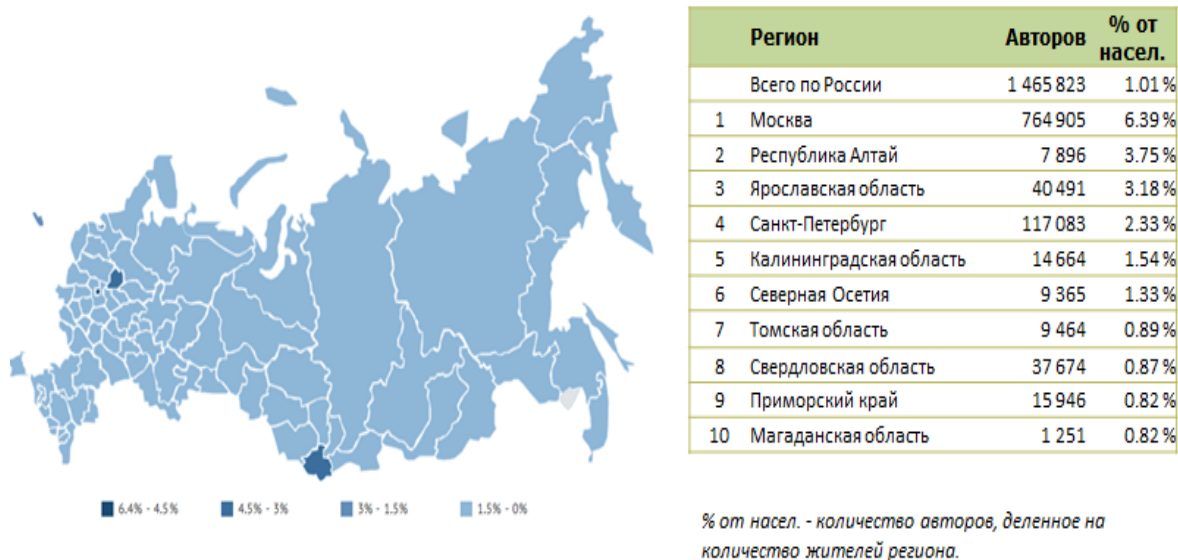 Регион Авторов % от насел.
Всего по России 1 465 823 1.01 %
1 Москва 764 905 6.39 %
2 Республика Алтай 7 896 3.75 %
3 Ярославская область 40 491 3.18 %
4 Санкт-Петербург 117 083 2.33 %
5 Калининградская область 14 664 1.54 %
6 Северная Осетия 9 365 1.33 %
7 Томская область 9 464 0.89 %
8 Свердловская область 37 674 0.87 %
9 Приморский край 15 946 0.82 %
10 Магаданская область 1 251 0.82 %
6.4% - 4.5% 4.5% - 3% 3% - 1.5% 1.5% - 0%
% от насел. - количество авторов, деленное на
количество жителей региона.